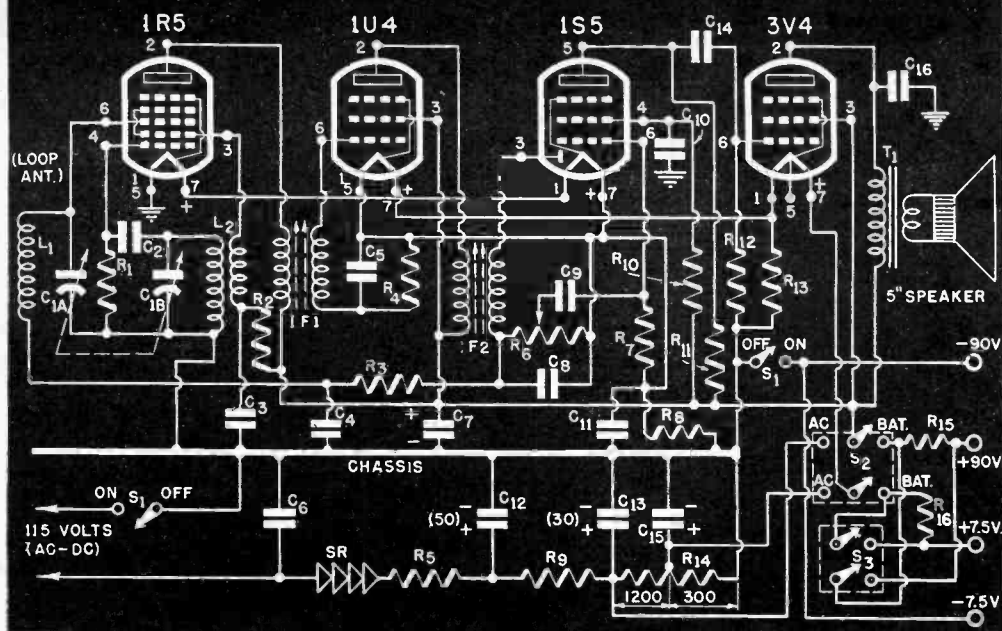 1R5 1U4 1S5 3V4
2 2 5 C14 2 C16
6 4 3 6 3 4 6 C10 6 3
(LOOP ANT.)
1 5 7 + 1 5 + 7 3 1 + 7 1 5 + 7 T1
L1 C1A R1 C2 C1B L2 R2 IF1 C5 R4 IF2 C9 R6 C8 R10 R7 R11 R12 R13
5" SPEAKER
OFF S1 ON -90V
R3 +
C3 C4 C7 - C11 R8
AC S2 BAT. R15 +90V
CHASSIS
AC BAT. R16
ON S1 OFF
C6 C12 (50) - + C13 (30) - + C15 - +
S3 +7.5V.
115 VOLTS
(AC-DC)
SR R5 R9 R14
1200 300
-7.5V